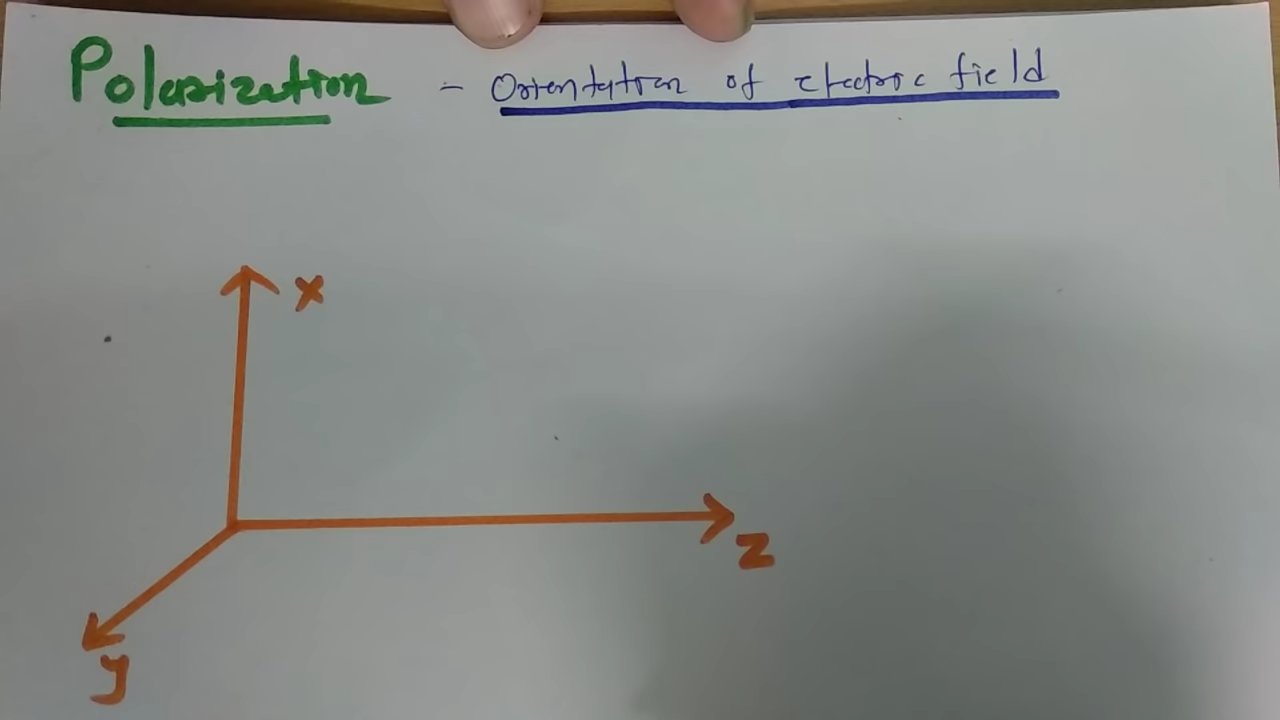 Polarization - Orientation of electric field
x
z
y